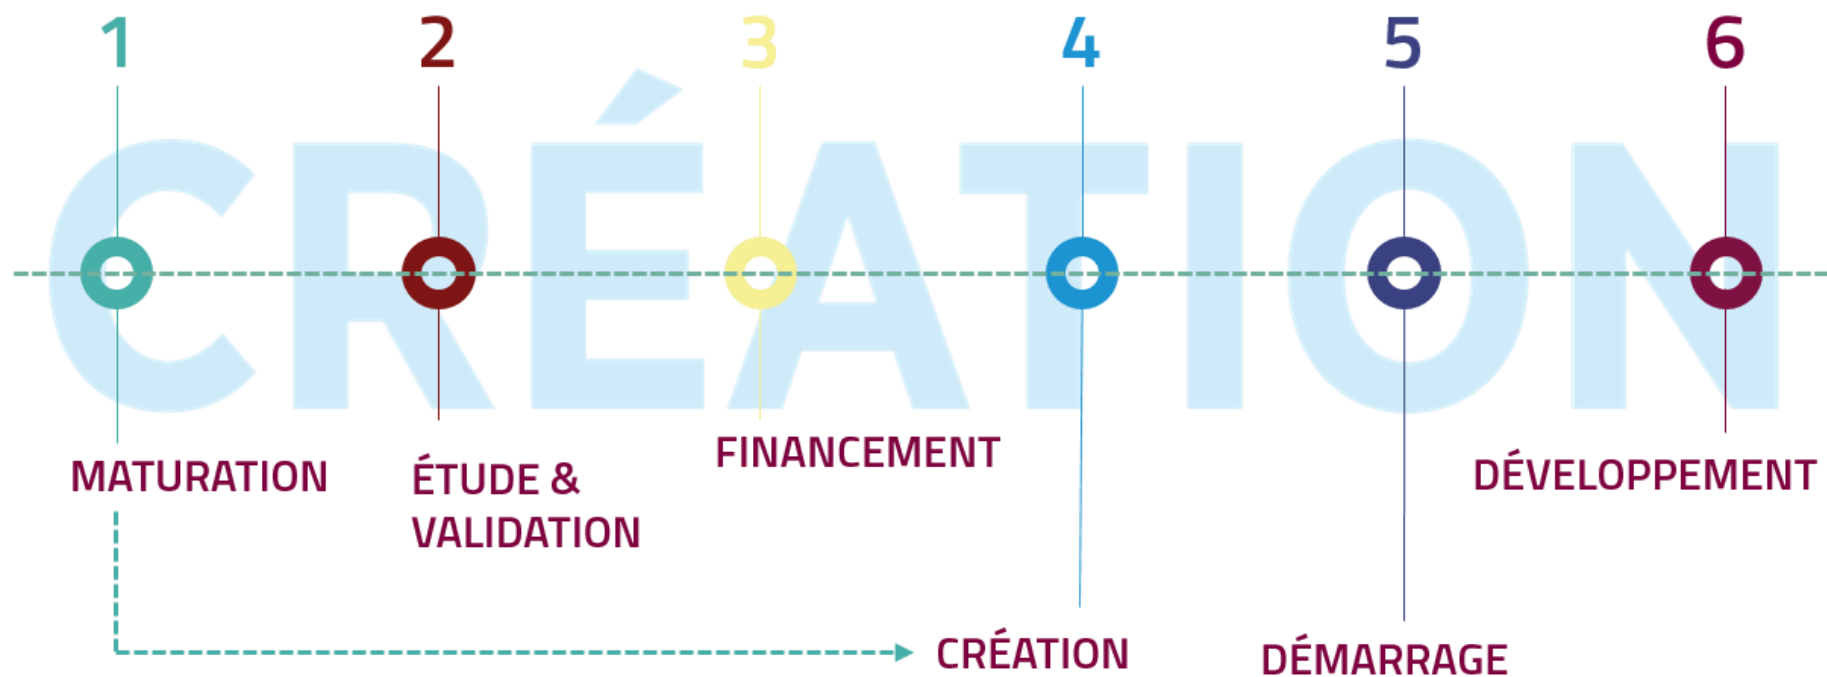 1 2 3 4 5 6
CRÉATION
MATURATION
ÉTUDE &
VALIDATION
FINANCEMENT
CRÉATION
DÉMARRAGE
DÉVELOPPEMENT